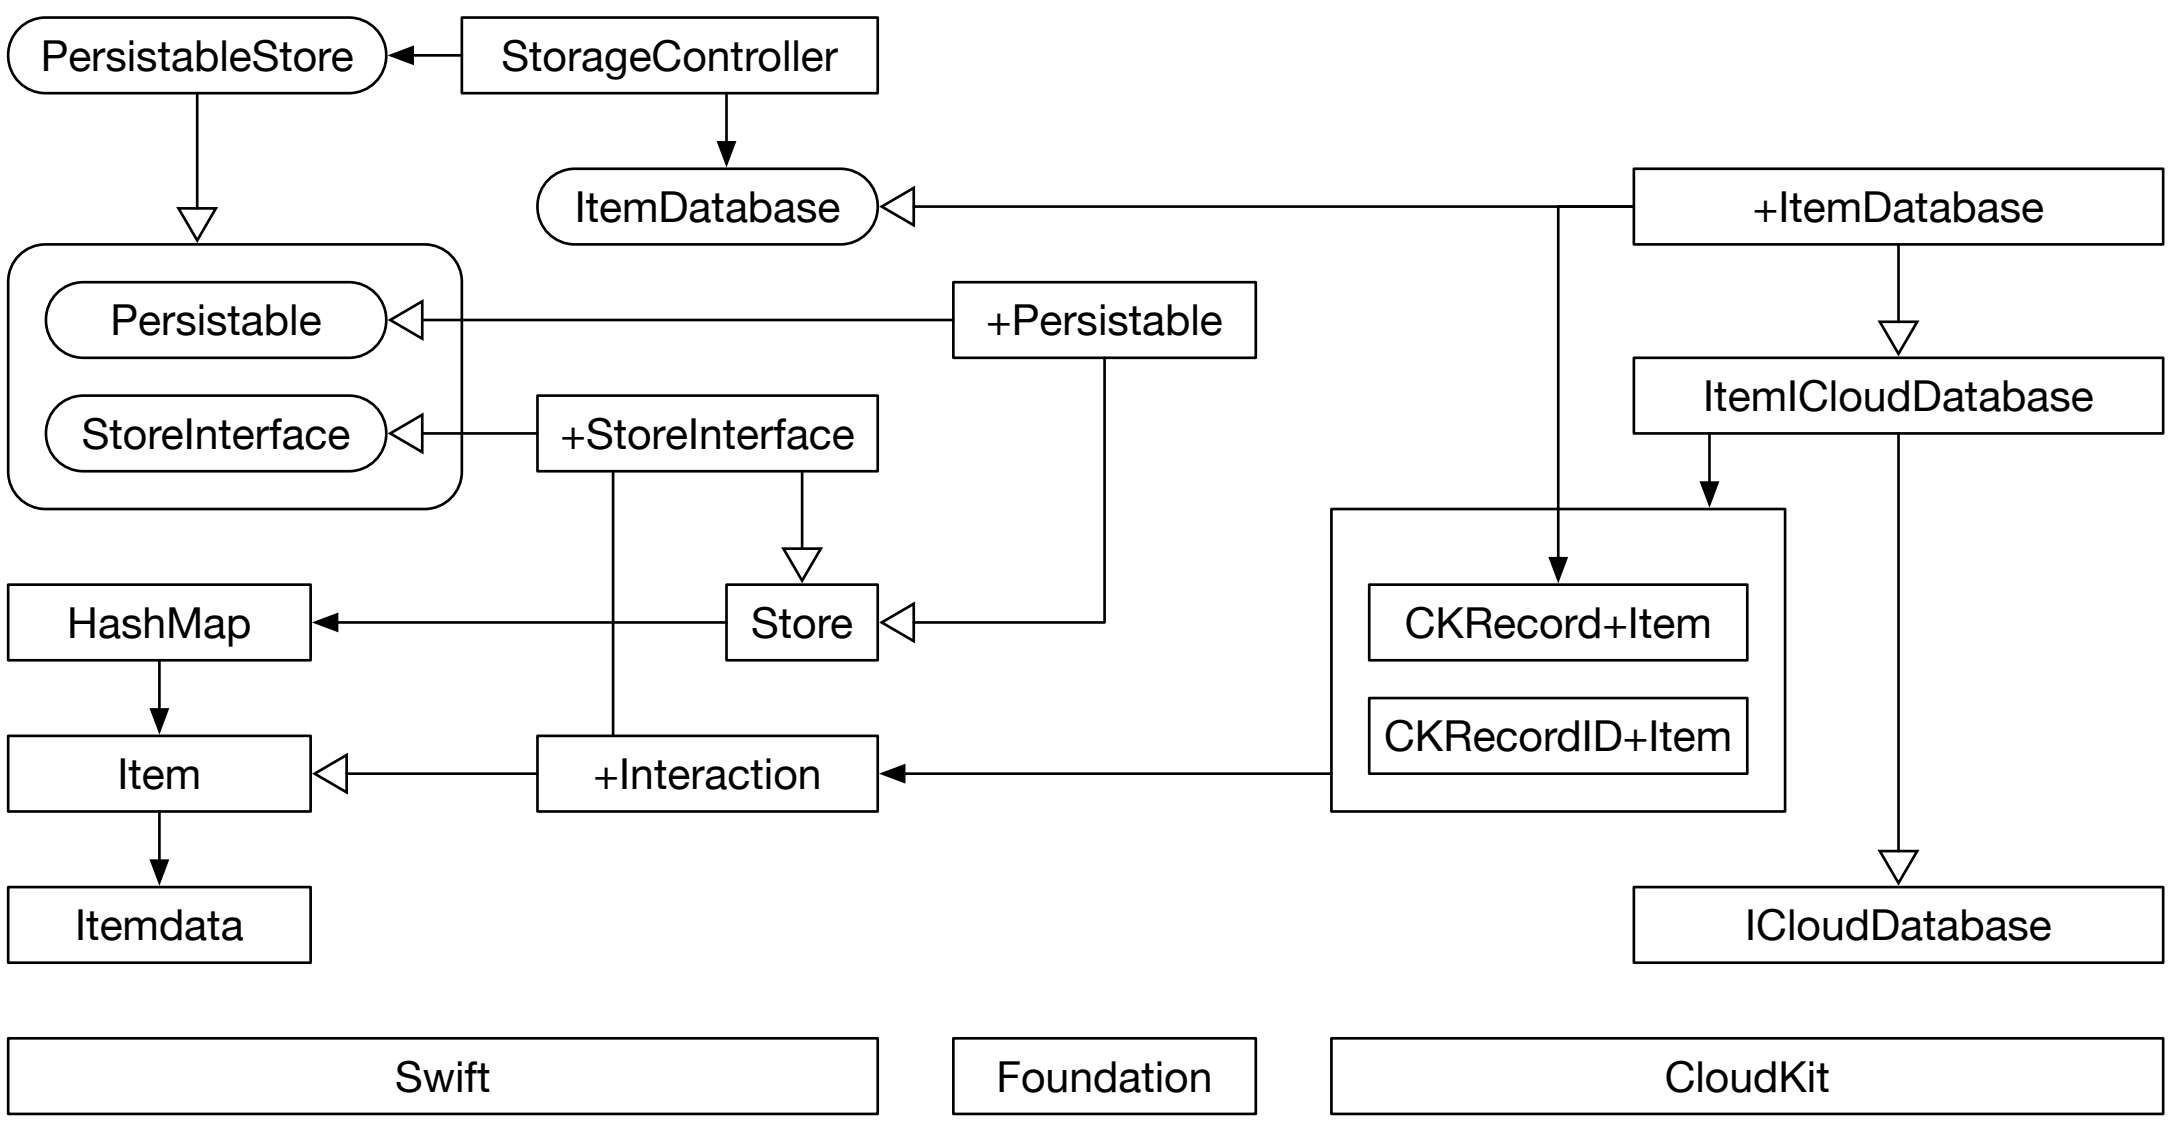 PersistableStore
StorageController
ItemDatabase
+ItemDatabase
Persistable
+Persistable
ItemICloudDatabase
StoreInterface
+StoreInterface
HashMap
Store
CKRecord+Item
CKRecordID+Item
Item
+Interaction
Itemdata
ICloudDatabase
Swift
Foundation
CloudKit